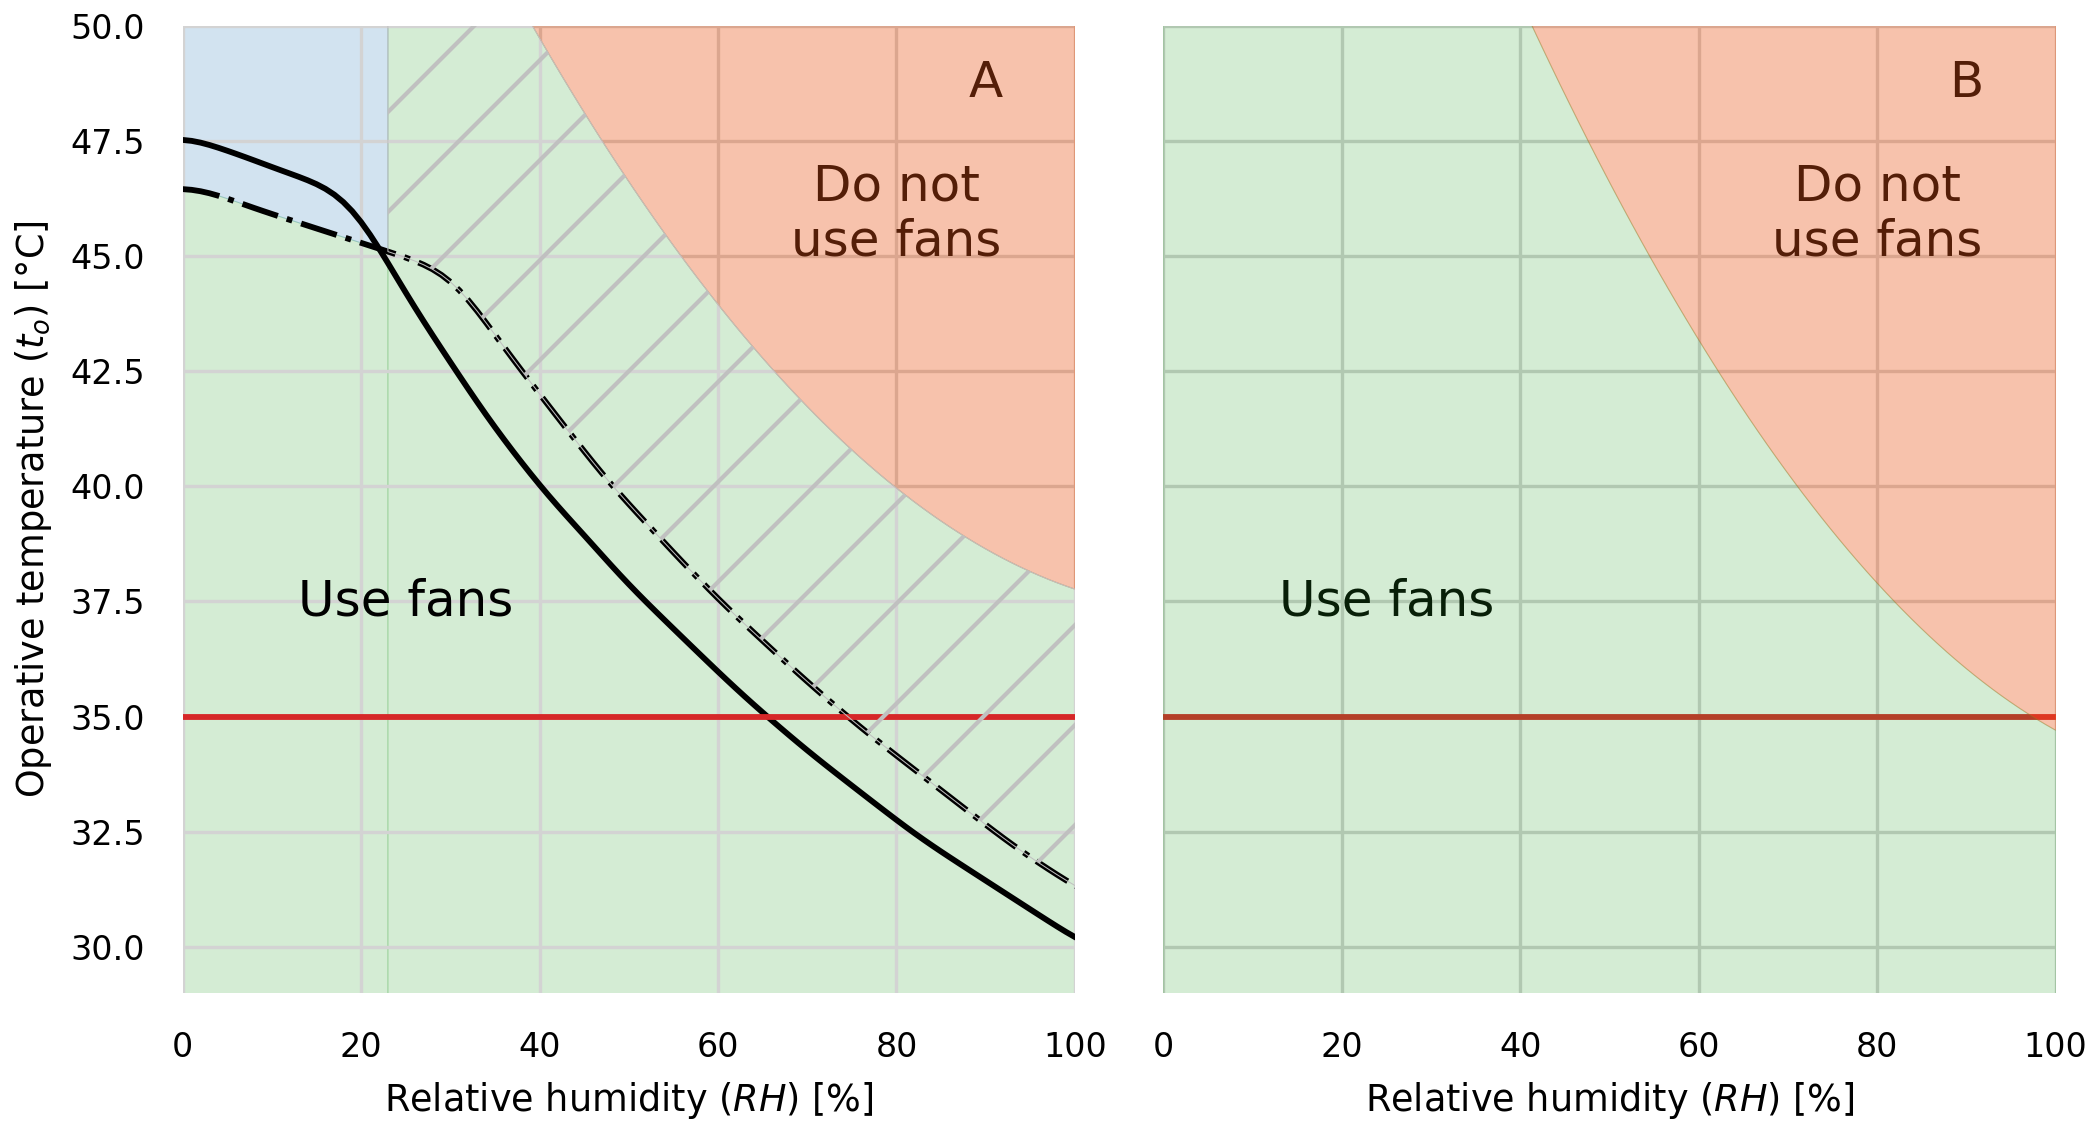 50.0
47.5
45.0
42.5
40.0
37.5
35.0
32.5
30.0
Operative temperature (tₒ) [°C]
A
Do not
use fans
Use fans
0 20 40 60 80 100
Relative humidity (RH) [%]
B
Do not
use fans
Use fans
0 20 40 60 80 100
Relative humidity (RH) [%]